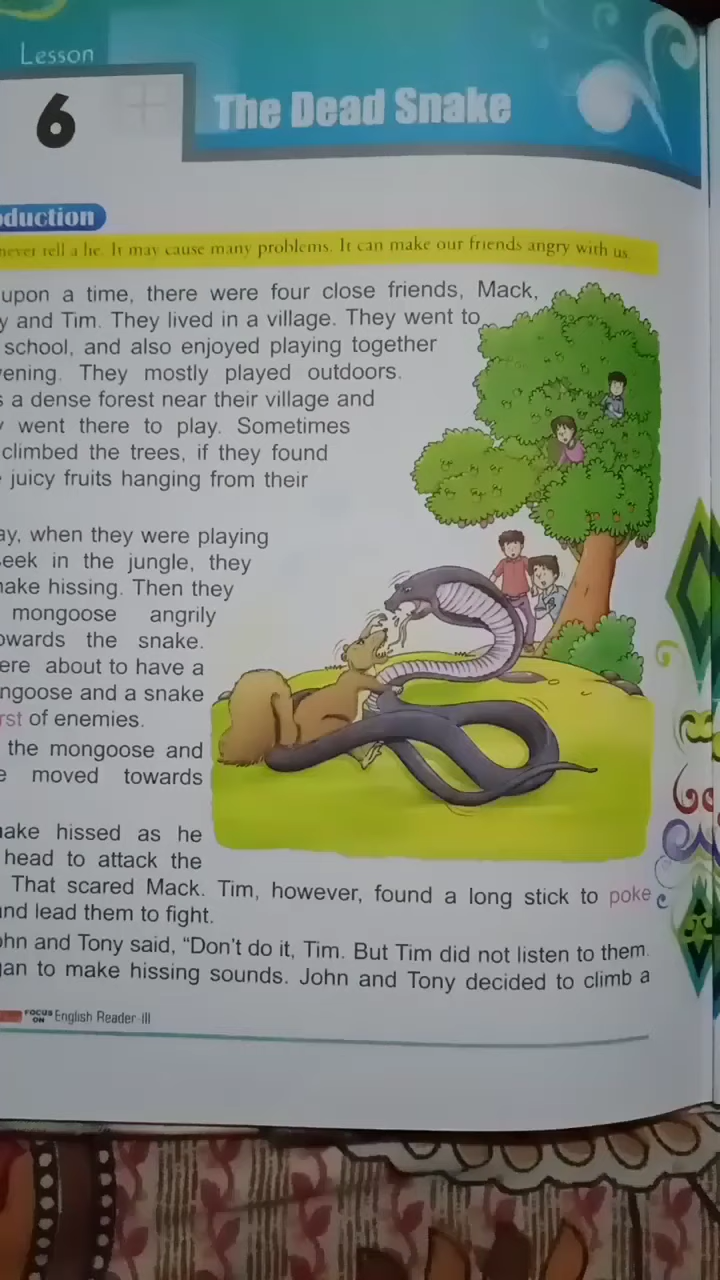 Lesson
6
The Dead Snake
duction
never tell a lie. It may cause many problems. It can make our friends angry with us.
upon a time, there were four close friends, Mack,
y and Tim. They lived in a village. They went to
school, and also enjoyed playing together
ening. They mostly played outdoors.
s a dense forest near their village and
y went there to play. Sometimes
climbed the trees, if they found
juicy fruits hanging from their
ay, when they were playing
eek in the jungle, they
nake hissing. Then they
mongoose angrily
owards the snake.
ere about to have a
ngoose and a snake
rst of enemies.
the mongoose and
e moved towards
nake hissed as he
head to attack the
That scared Mack. Tim, however, found a long stick to poke
and lead them to fight.
ohn and Tony said, “Don't do it, Tim. But Tim did not listen to them.
an to make hissing sounds. John and Tony decided to climb a
FOCUS ON English Reader-III